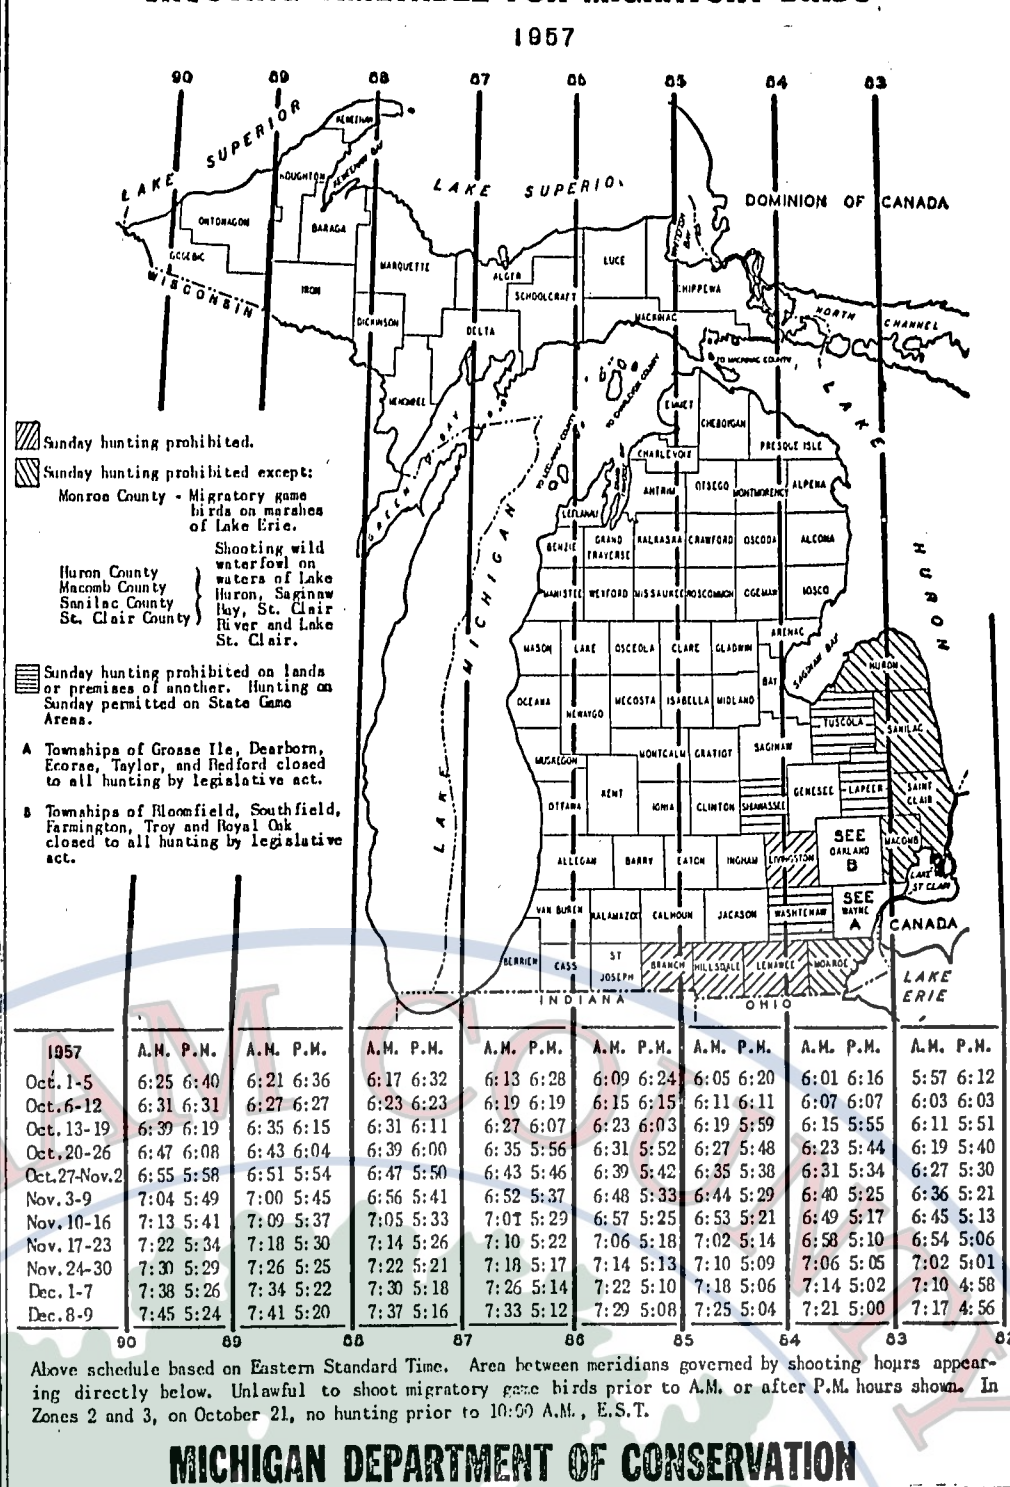 1957
90 89 88 87 86 85 84 83
LAKE SUPERIOR
KEWEENAW
HOUGHTON
KEWEENAW BAY
LAKE SUPERIOR
DOMINION OF CANADA
ONTONAGON
BARAGA
GOGEBIC
WISCONSIN
MARQUETTE
ALGER
LUCE
WHITEFISH BAY
CHIPPEWA
IRON
SCHOOLCRAFT
DICKINSON
DELTA
MACKINAC
NORTH CHANNEL
TO MACKINAC COUNTY
TO CHARLEVOIX COUNTY
TO LEELANAU COUNTY
LAKE HURON
GREEN BAY
LAKE MICHIGAN
EMMET
CHEBOYGAN
PRESQUE ISLE
CHARLEVOIX
ANTRIM
OTSEGO
MONTMORENCY
ALPENA
LEELANAU
BENZIE
GRAND
TRAVERSE
KALKASKA
CRAWFORD
OSCODA
ALCONA
MANISTEE
WEXFORD
MISSAUKEE
ROSCOMMON
OGEMAW
IOSCO
ARENAC
MASON
LAKE
OSCEOLA
CLARE
GLADWIN
BAY
SAGINAW BAY
HURON
OCEANA
NEWAYGO
MECOSTA
ISABELLA
MIDLAND
TUSCOLA
SANILAC
MUSKEGON
MONTCALM
GRATIOT
SAGINAW
OTTAWA
KENT
IONIA
CLINTON
SHIAWASSEE
GENESEE
LAPEER
SAINT
CLAIR
ALLEGAN
BARRY
EATON
INGHAM
LIVINGSTON
SEE
OAKLAND
B
MACOMB
LAKE
ST CLAIR
VAN BUREN
KALAMAZOO
CALHOUN
JACKSON
WASHTENAW
SEE
WAYNE
A
CANADA
BERRIEN
CASS
ST
JOSEPH
BRANCH
HILLSDALE
LENAWEE
MONROE
LAKE
ERIE
INDIANA
OHIO
Sunday hunting prohibited.
Sunday hunting prohibited except:
Monroe County - Migratory game
birds on marshes
of Lake Erie.
Huron County
Macomb County
Sanilac County
St. Clair County
Shooting wild
waterfowl on
waters of Lake
Huron, Saginaw
Bay, St. Clair
River and Lake
St. Clair.
Sunday hunting prohibited on lands
or premises of another. Hunting on
Sunday permitted on State Game
Areas.
A Townships of Grosse Ile, Dearborn,
Ecorse, Taylor, and Redford closed
to all hunting by legislative act.
B Townships of Bloomfield, Southfield,
Farmington, Troy and Royal Oak
closed to all hunting by legislative
act.
1957 A.M. P.M. A.M. P.M. A.M. P.M. A.M. P.M. A.M. P.M. A.M. P.M. A.M. P.M. A.M. P.M.
Oct. 1-5 6:25 6:40 6:21 6:36 6:17 6:32 6:13 6:28 6:09 6:24 6:05 6:20 6:01 6:16 5:57 6:12
Oct. 6-12 6:31 6:31 6:27 6:27 6:23 6:23 6:19 6:19 6:15 6:15 6:11 6:11 6:07 6:07 6:03 6:03
Oct. 13-19 6:39 6:19 6:35 6:15 6:31 6:11 6:27 6:07 6:23 6:03 6:19 5:59 6:15 5:55 6:11 5:51
Oct. 20-26 6:47 6:08 6:43 6:04 6:39 6:00 6:35 5:56 6:31 5:52 6:27 5:48 6:23 5:44 6:19 5:40
Oct. 27-Nov. 2 6:55 5:58 6:51 5:54 6:47 5:50 6:43 5:46 6:39 5:42 6:35 5:38 6:31 5:34 6:27 5:30
Nov. 3-9 7:04 5:49 7:00 5:45 6:56 5:41 6:52 5:37 6:48 5:33 6:44 5:29 6:40 5:25 6:36 5:21
Nov. 10-16 7:13 5:41 7:09 5:37 7:05 5:33 7:01 5:29 6:57 5:25 6:53 5:21 6:49 5:17 6:45 5:13
Nov. 17-23 7:22 5:34 7:18 5:30 7:14 5:26 7:10 5:22 7:06 5:18 7:02 5:14 6:58 5:10 6:54 5:06
Nov. 24-30 7:30 5:29 7:26 5:25 7:22 5:21 7:18 5:17 7:14 5:13 7:10 5:09 7:06 5:05 7:02 5:01
Dec. 1-7 7:38 5:26 7:34 5:22 7:30 5:18 7:26 5:14 7:22 5:10 7:18 5:06 7:14 5:02 7:10 4:58
Dec. 8-9 7:45 5:24 7:41 5:20 7:37 5:16 7:33 5:12 7:29 5:08 7:25 5:04 7:21 5:00 7:17 4:56
90 89 88 87 86 85 84 83 82
Above schedule based on Eastern Standard Time. Area between meridians governed by shooting hours appear-
ing directly below. Unlawful to shoot migratory game birds prior to A.M. or after P.M. hours shown. In
Zones 2 and 3, on October 21, no hunting prior to 10:00 A.M., E.S.T.
MICHIGAN DEPARTMENT OF CONSERVATION
AM COUNTY